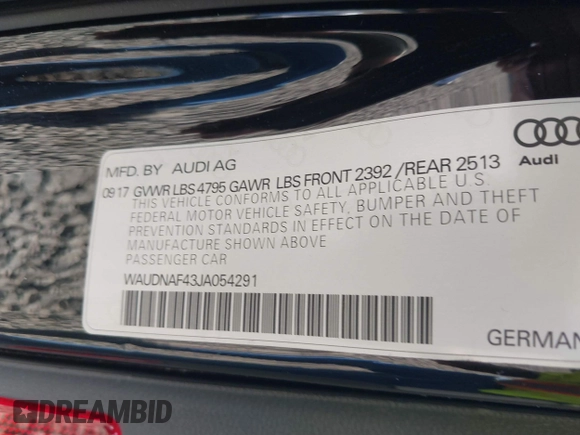 MFD. BY AUDI AG
Audi
09 17 GVWR LBS 4795 GAWR LBS FRONT 2392 /REAR 2513
THIS VEHICLE CONFORMS TO ALL APPLICABLE U.S.
FEDERAL MOTOR VEHICLE SAFETY, BUMPER AND THEFT
PREVENTION STANDARDS IN EFFECT ON THE DATE OF
MANUFACTURE SHOWN ABOVE
PASSENGER CAR
WAUDNAF43JA054291
GERMAN
DREAMBID